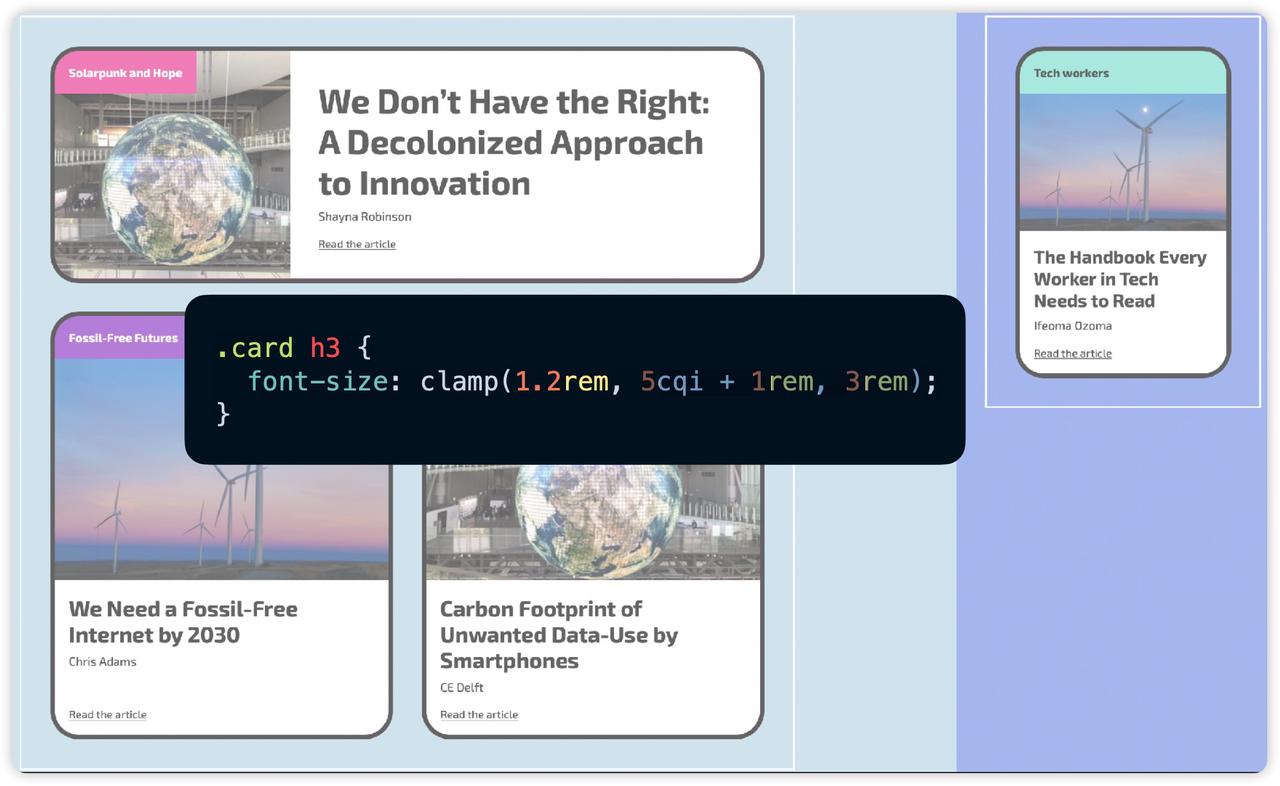 Solarpunk and Hope
We Don’t Have the Right:
A Decolonized Approach
to Innovation
Shayna Robinson
Read the article
Tech workers
The Handbook Every
Worker in Tech
Needs to Read
Ifeoma Ozoma
Read the article
.card h3 {
  font-size: clamp(1.2rem, 5cqi + 1rem, 3rem);
}
Fossil-Free Futures
We Need a Fossil-Free
Internet by 2030
Chris Adams
Read the article
Carbon Footprint of
Unwanted Data-Use by
Smartphones
CE Delft
Read the article